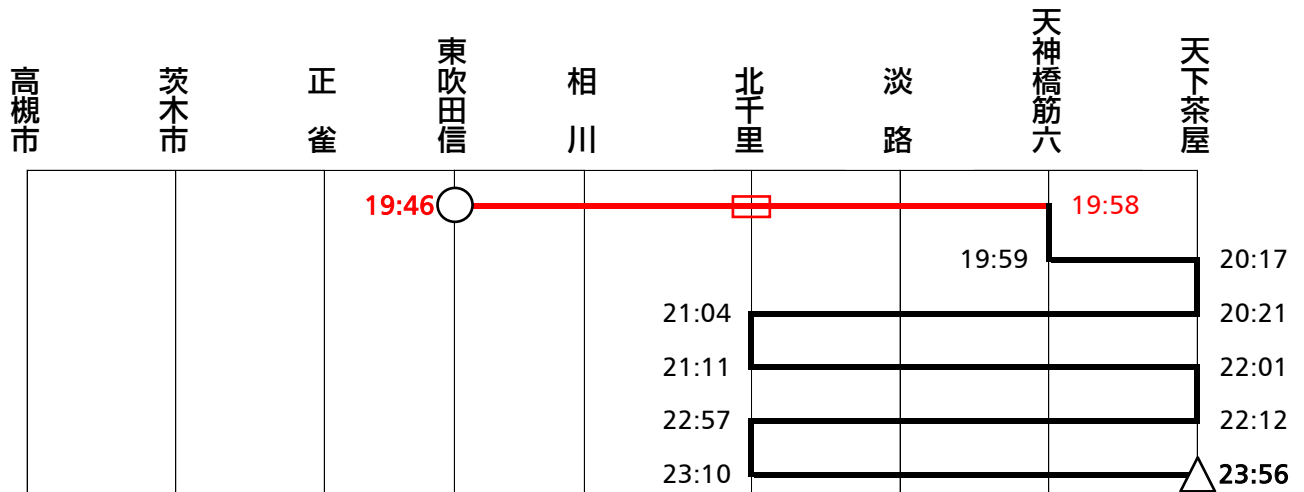 高槻市
茨木市
正雀
東吹田信
相川
北千里
淡路
天神橋筋六
天下茶屋
19:46
19:58
19:59
20:17
21:04
20:21
21:11
22:01
22:57
22:12
23:10
23:56